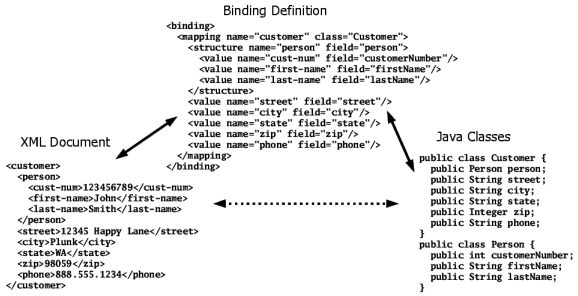 Binding Definition
<binding>
<mapping name="customer" class="Customer">
<structure name="person" field="person">
<value name="cust-num" field="customerNumber"/>
<value name="first-name" field="firstName"/>
<value name="last-name" field="lastName"/>
</structure>
<value name="street" field="street"/>
<value name="city" field="city"/>
<value name="state" field="state"/>
<value name="zip" field="zip"/>
<value name="phone" field="phone"/>
</mapping>
</binding>
XML Document
<customer>
<person>
<cust-num>123456789</cust-num>
<first-name>John</first-name>
<last-name>Smith</last-name>
</person>
<street>12345 Happy Lane</street>
<city>Plunk</city>
<state>WA</state>
<zip>98059</zip>
<phone>888.555.1234</phone>
</customer>
Java Classes
public class Customer {
public Person person;
public String street;
public String city;
public String state;
public Integer zip;
public String phone;
}
public class Person {
public int customerNumber;
public String firstName;
public String lastName;
}